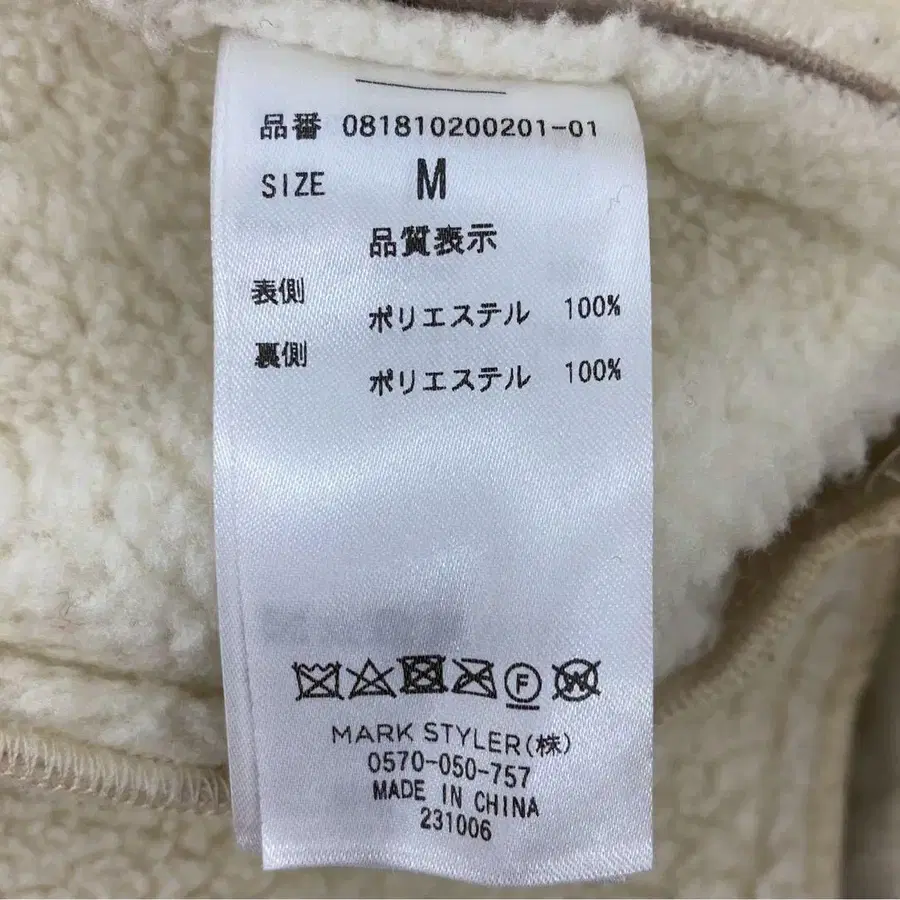 品番 081810200201-01
SIZE M
品質表示
表側
ポリエステル 100%
裏側
ポリエステル 100%
F W
MARK STYLER(株)
0570-050-757
MADE IN CHINA
231006